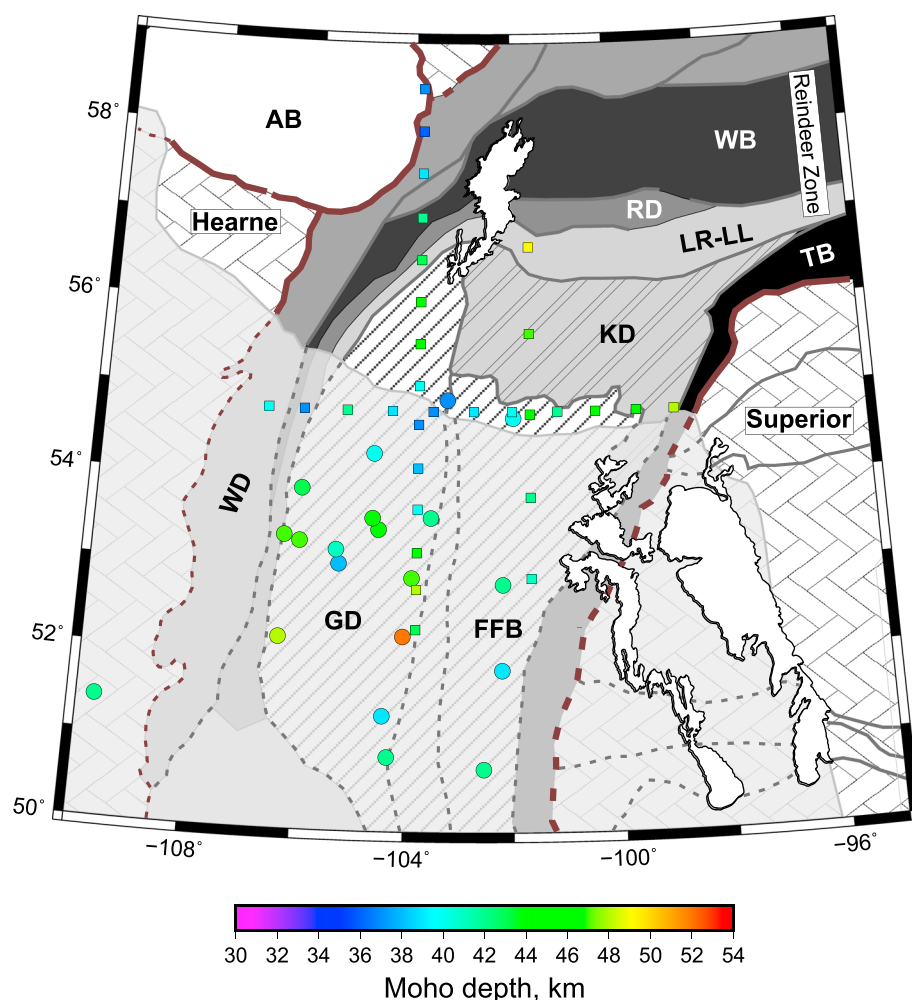 58°
56°
54°
52°
50°
AB
WB
Reindeer Zone
Hearne
RD
LR-LL
TB
KD
Superior
WD
GD
FFB
−108°
−104°
−100°
−96°
30 32 34 36 38 40 42 44 46 48 50 52 54
Moho depth, km